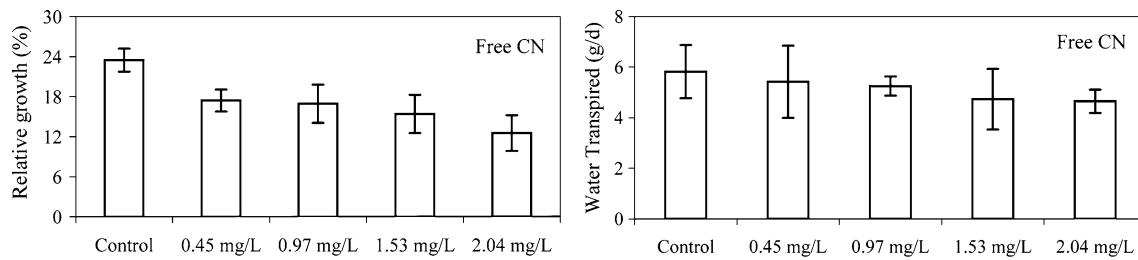 Relative growth (%)
30
24
18
12
6
0
Free CN
Control 0.45 mg/L 0.97 mg/L 1.53 mg/L 2.04 mg/L
Water Transpired (g/d)
8
6
4
2
0
Free CN
Control 0.45 mg/L 0.97 mg/L 1.53 mg/L 2.04 mg/L